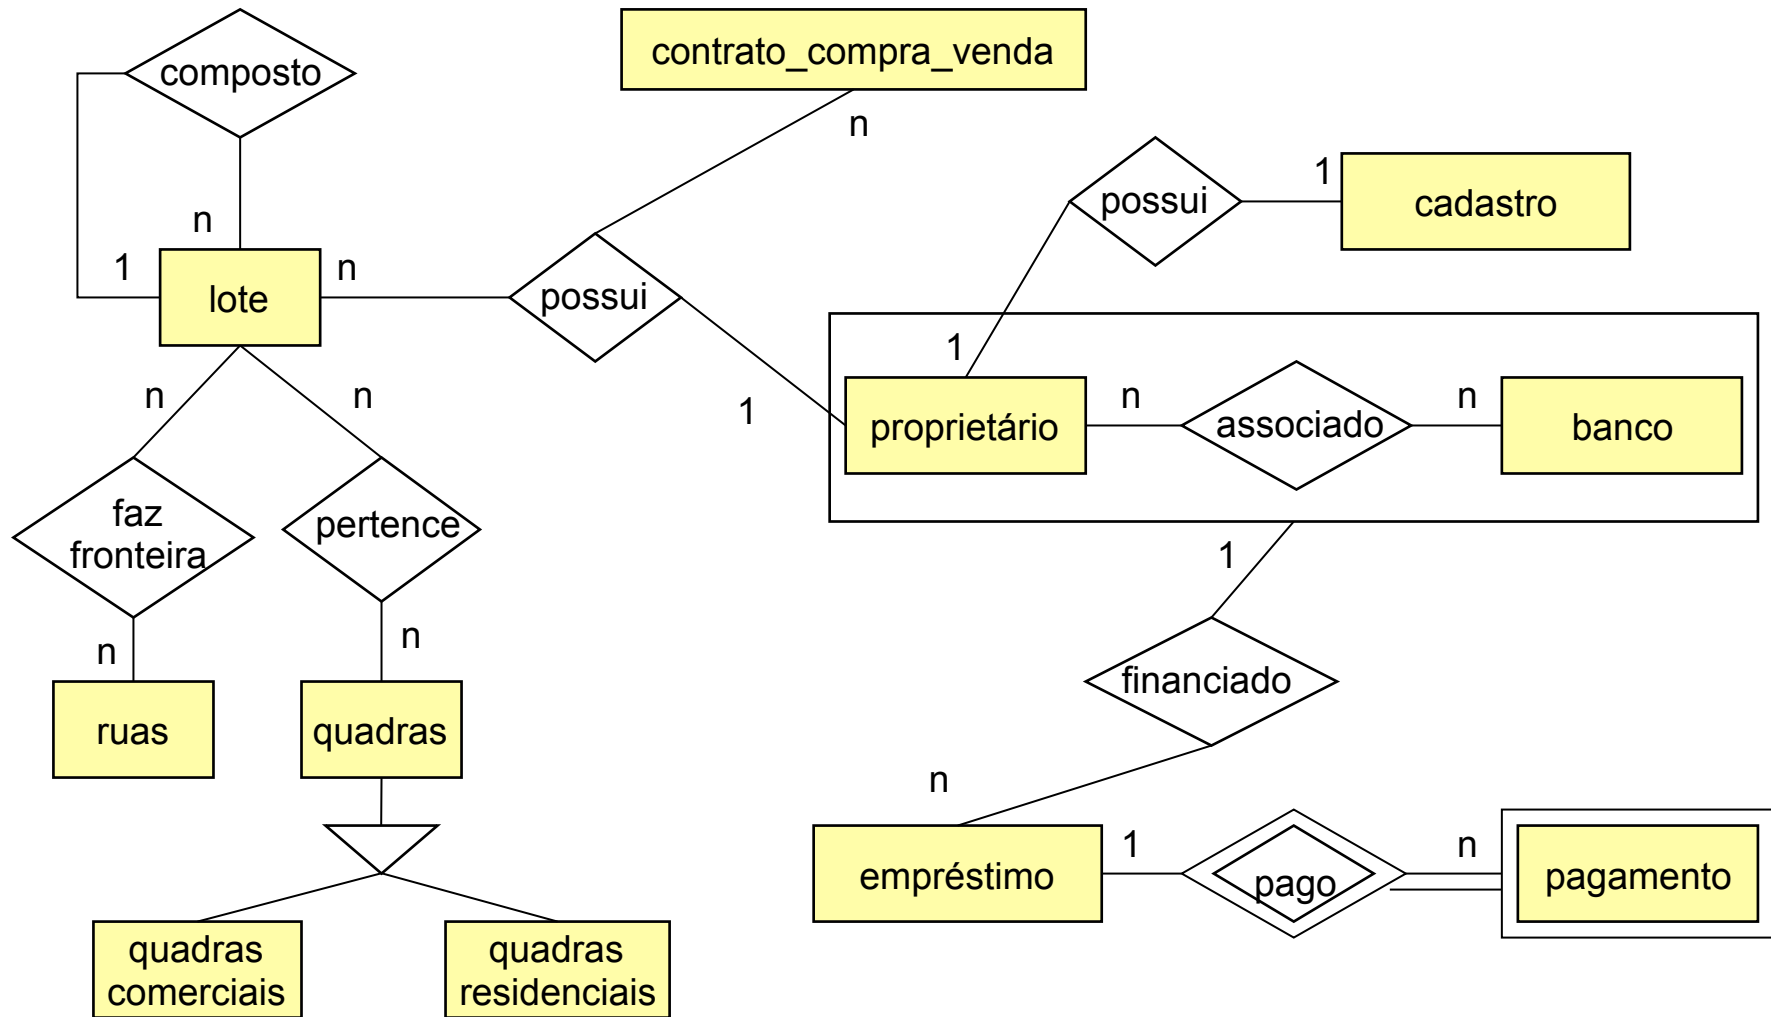 composto
contrato_compra_venda
n
possui
1
cadastro
n
1
lote
n
possui
1
1
proprietário
n
associado
n
banco
n
n
faz
fronteira
pertence
1
n
n
financiado
ruas
quadras
n
empréstimo
1
pago
n
pagamento
quadras
comerciais
quadras
residenciais